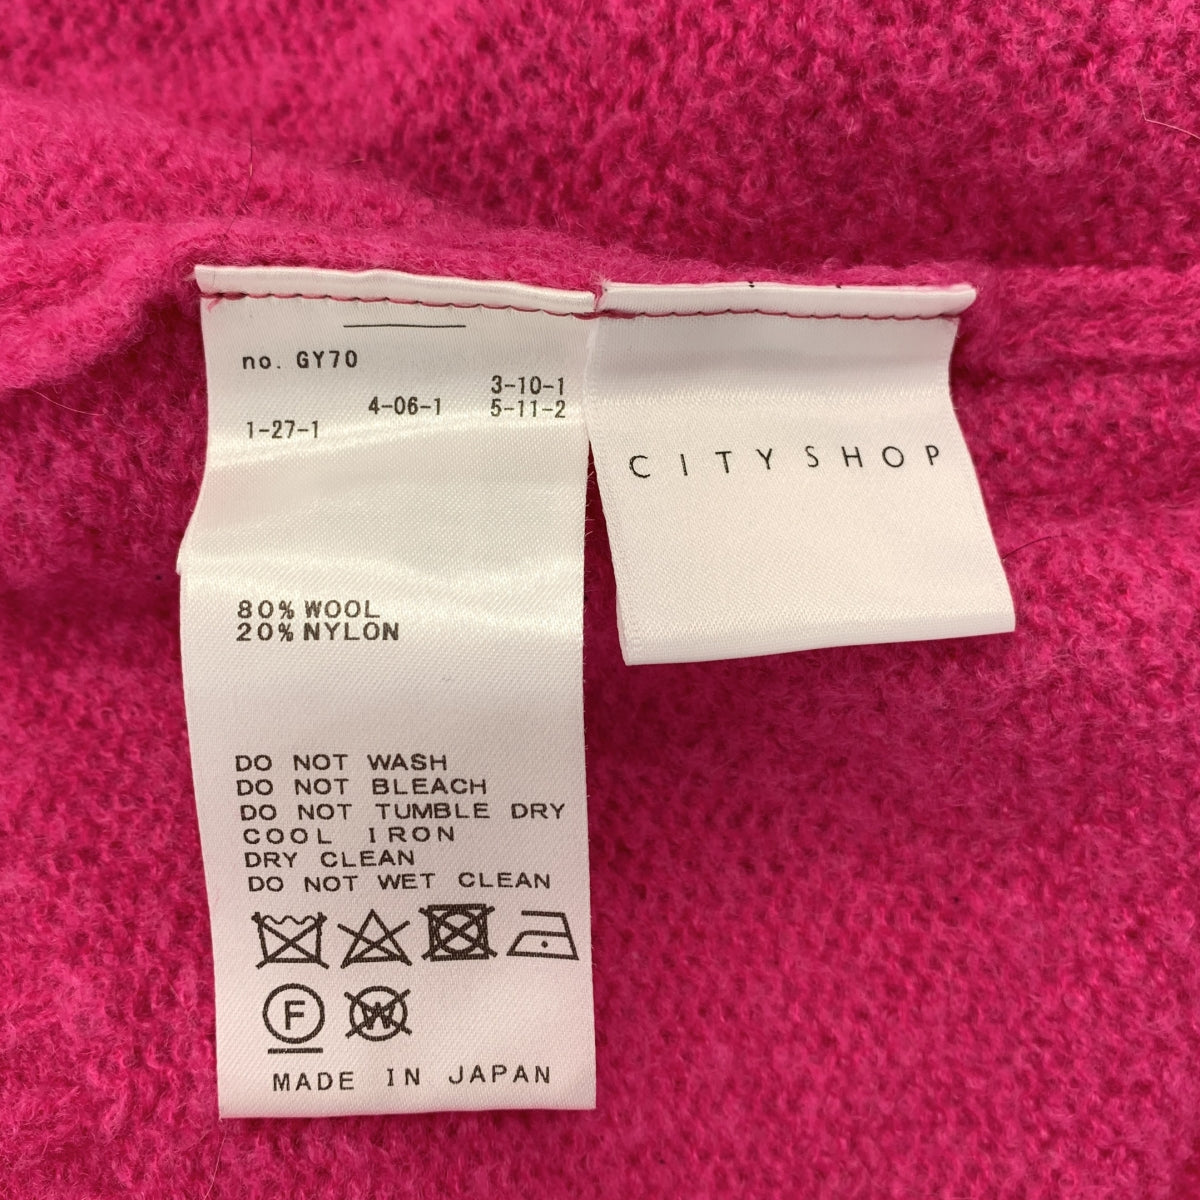 no. GY70
3-10-1
4-06-1 5-11-2
1-27-1
80% WOOL
20% NYLON
DO NOT WASH
DO NOT BLEACH
DO NOT TUMBLE DRY
COOL IRON
DRY CLEAN
DO NOT WET CLEAN
F W
MADE IN JAPAN
CITY SHOP